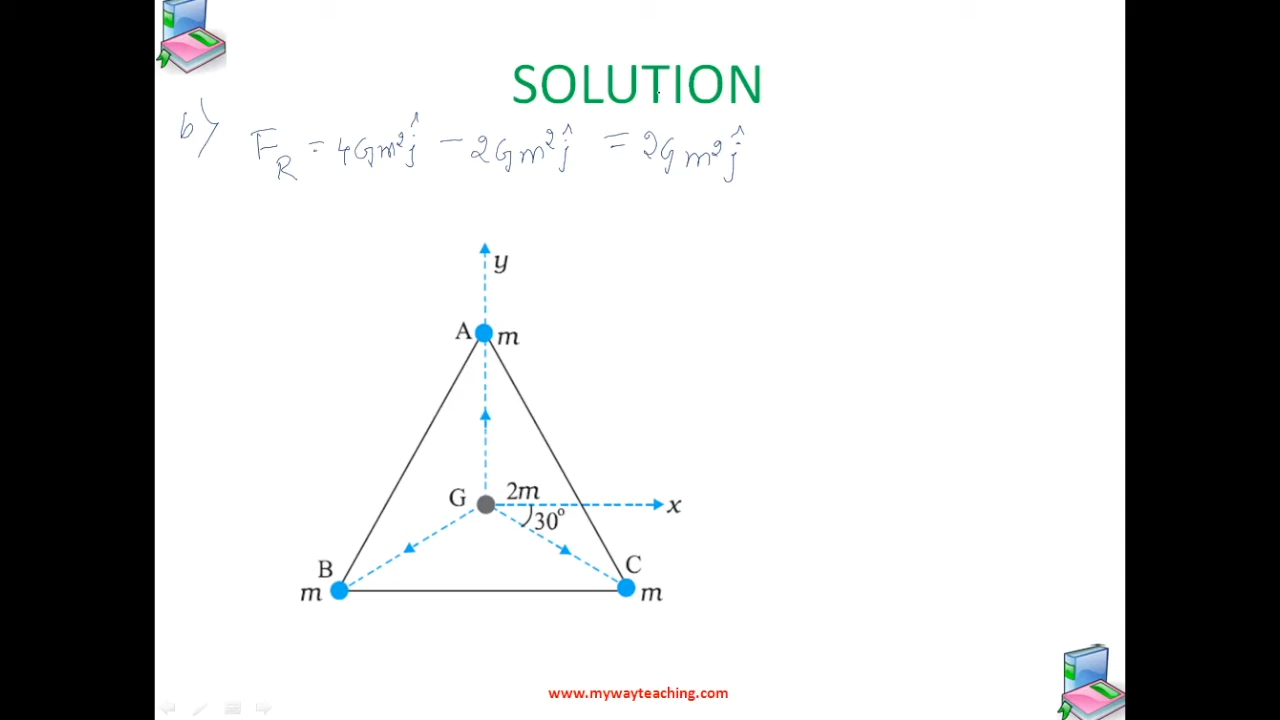 SOLUTION
b) F_R = 4Gm²ĵ - 2Gm²ĵ = 2Gm²ĵ
y
A m
G 2m x
30°
B C
m m
www.mywayteaching.com